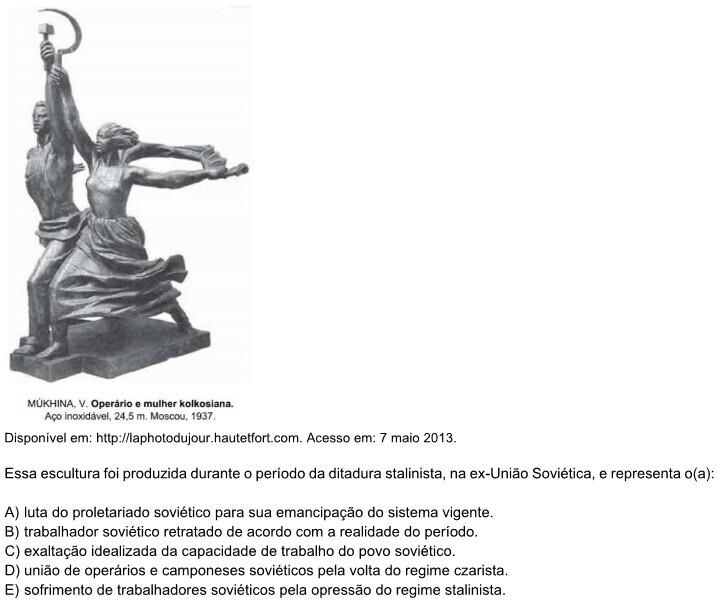 MÚKHINA, V. Operário e mulher kolkosiana.
Aço inoxidável, 24,5 m. Moscou, 1937.
Disponível em: http://laphotodujour.hautetfort.com. Acesso em: 7 maio 2013.
Essa escultura foi produzida durante o período da ditadura stalinista, na ex-União Soviética, e representa o(a):
A) luta do proletariado soviético para sua emancipação do sistema vigente.
B) trabalhador soviético retratado de acordo com a realidade do período.
C) exaltação idealizada da capacidade de trabalho do povo soviético.
D) união de operários e camponeses soviéticos pela volta do regime czarista.
E) sofrimento de trabalhadores soviéticos pela opressão do regime stalinista.